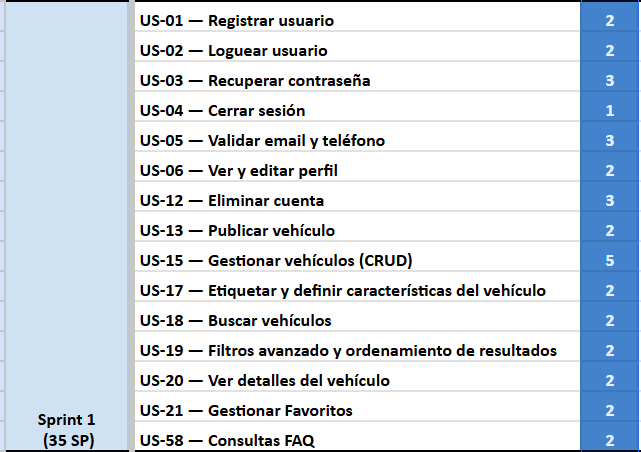 US-01 — Registrar usuario 2
US-02 — Loguear usuario 2
US-03 — Recuperar contraseña 3
US-04 — Cerrar sesión 1
US-05 — Validar email y teléfono 3
US-06 — Ver y editar perfil 2
US-12 — Eliminar cuenta 3
US-13 — Publicar vehículo 2
US-15 — Gestionar vehículos (CRUD) 5
US-17 — Etiquetar y definir características del vehículo 2
US-18 — Buscar vehículos 2
US-19 — Filtros avanzado y ordenamiento de resultados 2
US-20 — Ver detalles del vehículo 2
US-21 — Gestionar Favoritos 2
US-58 — Consultas FAQ 2
Sprint 1
(35 SP)